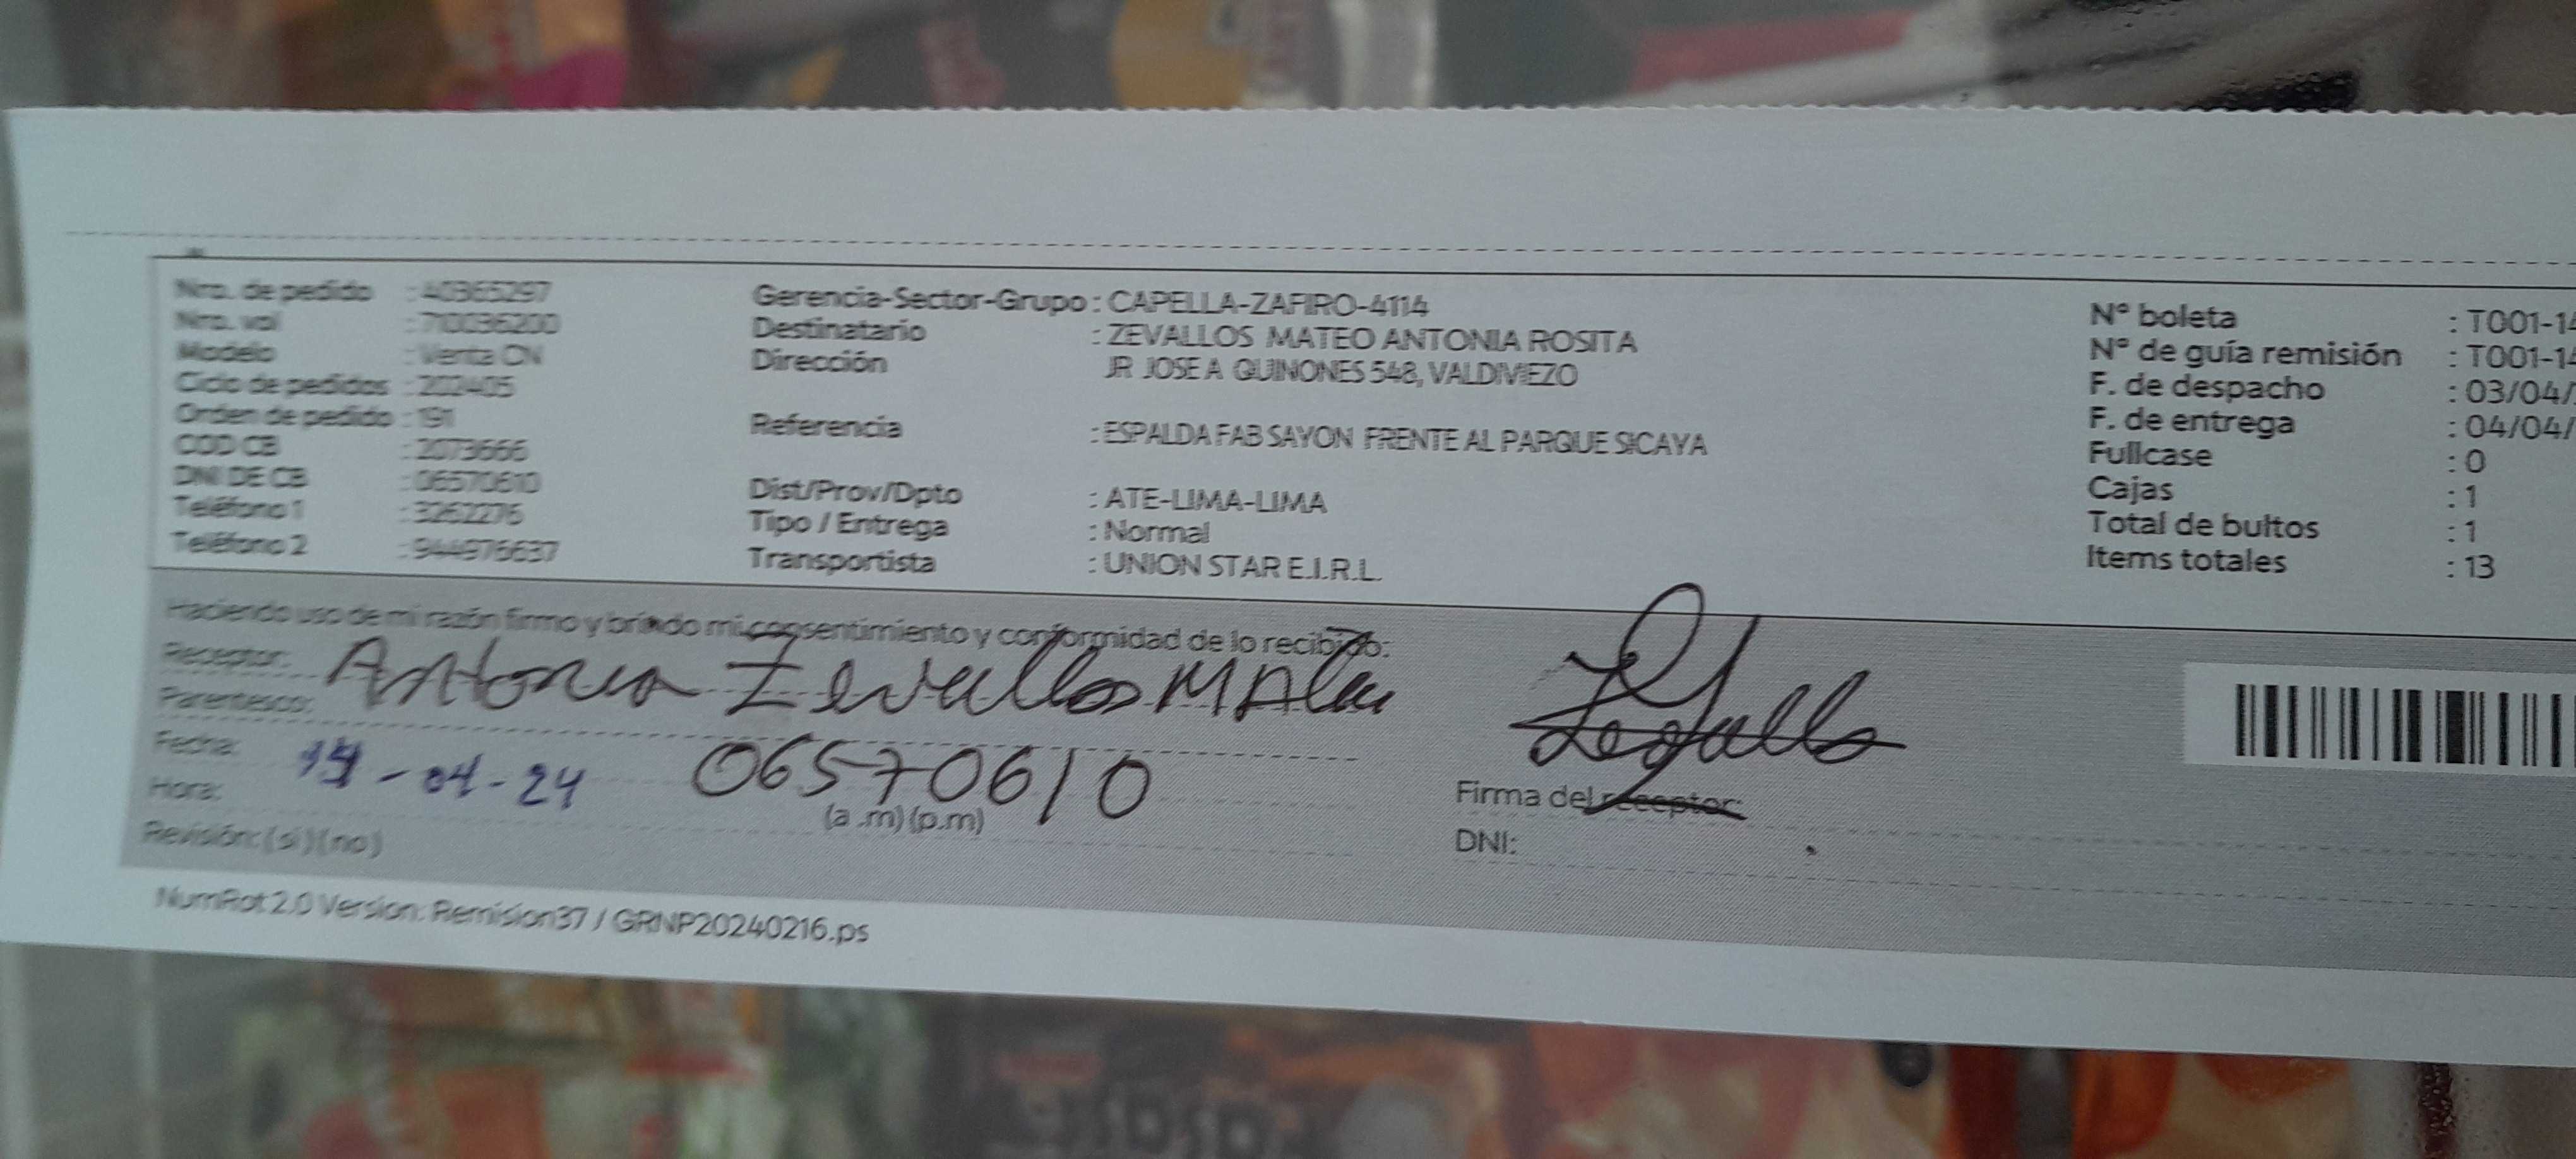 Nro. de pedido : 40365297
Nro. vol : 710036200
Modelo : Venta CN
Ciclo de pedidos : 202405
Orden de pedido : 191
COD CB : 2073666
DNI DE CB : 06570610
Teléfono 1 : 3262276
Teléfono 2 : 944976637
Gerencia-Sector-Grupo : CAPELLA-ZAFIRO-4114
Destinatario : ZEVALLOS MATEO ANTONIA ROSITA
Dirección JR JOSE A QUINONES 548, VALDIVIEZO
Referencia : ESPALDA FAB SAYON FRENTE AL PARQUE SICAYA
Dist/Prov/Dpto : ATE-LIMA-LIMA
Tipo / Entrega : Normal
Transportista : UNION STAR E.I.R.L.
N° boleta : T001-14
N° de guía remisión : T001-14
F. de despacho : 03/04/
F. de entrega : 04/04/
Fullcase : 0
Cajas : 1
Total de bultos : 1
Items totales : 13
Haciendo uso de mi razón firmo y brindo mi consentimiento y conformidad de lo recibido:
Receptor: Antonia Zevallos
Parentesco:
Fecha: -04-24 06570610
Hora: (a .m) (p.m)
Revisión: (si) (no)
Firma del receptor:
DNI:
NumRot 2.0 Version: Remision37 / GRNP20240216.ps